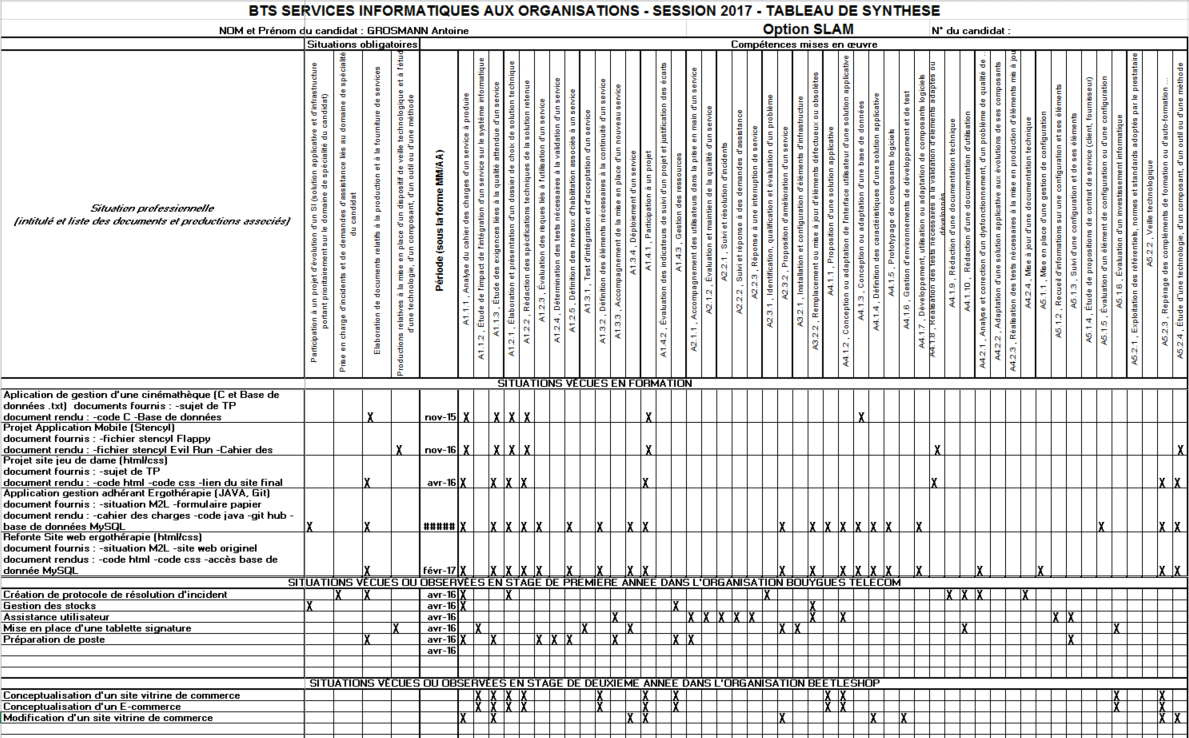 BTS SERVICES INFORMATIQUES AUX ORGANISATIONS - SESSION 2017 - TABLEAU DE SYNTHESE
NOM et Prénom du candidat : GROSMANN Antoine
Option SLAM
N° du candidat :
Situations obligatoires
Compétences mises en œuvre
Situation professionnelle
(intitulé et liste des documents et productions associés)
Participation à un projet d'évolution d'un SI (solution applicative et d'infrastructure
portant prioritairement sur le domaine de spécialité du candidat)
Prise en charge d'incidents et de demandes d'assistance liés au domaine de spécialité
du candidat
Elaboration de documents relatifs à la production et à la fourniture de services
Productions relatives à la mise en place d'un dispositif de veille technologique et à l'étud
d'une technologie, d'un composant, d'un outil ou d'une méthode
Période (sous la forme MM/AA)
A1.1.1 , Analyse du cahier des charges d'un service à produire
A1.1.2 , Étude de l'impact de l'intégration d'un service sur le système informatique
A1.1.3 , Étude des exigences liées à la qualité attendue d'un service
A1.2.1 , Élaboration et présentation d'un dossier de choix de solution technique
A1.2.2 , Rédaction des spécifications techniques de la solution retenue
A1.2.3 , Évaluation des risques liés à l'utilisation d'un service
A1.2.4 , Détermination des tests nécessaires à la validation d'un service
A1.2.5 , Définition des niveaux d'habilitation associés à un service
A1.3.1 , Test d'intégration et d'acceptation d'un service
A1.3.2 , Définition des éléments nécessaires à la continuité d'un service
A1.3.3 , Accompagnement de la mise en place d'un nouveau service
A1.3.4 , Déploiement d'un service
A1.4.1 , Participation à un projet
A1.4.2 , Évaluation des indicateurs de suivi d'un projet et justification des écarts
A1.4.3 , Gestion des ressources
A2.1.1 , Accompagnement des utilisateurs dans la prise en main d'un service
A2.1.2 , Évaluation et maintien de la qualité d'un service
A2.2.1 , Suivi et résolution d'incidents
A2.2.2 , Suivi et réponse à des demandes d'assistance
A2.2.3 , Réponse à une interruption de service
A2.3.1 , Identification, qualification et évaluation d'un problème
A2.3.2 , Proposition d'amélioration d'un service
A3.2.1 , Installation et configuration d'éléments d'infrastructure
A3.2.2 , Remplacement ou mise à jour d'éléments défectueux ou obsolètes
A4.1.1 , Proposition d'une solution applicative
A4.1.2 , Conception ou adaptation de l'interface utilisateur d'une solution applicative
A4.1.3 , Conception ou adaptation d'une base de données
A4.1.4 , Définition des caractéristiques d'une solution applicative
A4.1.5 , Prototypage de composants logiciels
A4.1.6 , Gestion d'environnements de développement et de test
A4.1.7 , Développement, utilisation ou adaptation de composants logiciels
A4.1.8 , Réalisation des tests nécessaires à la validation d'éléments adaptés ou
développés
A4.1.9 , Rédaction d'une documentation technique
A4.1.10 , Rédaction d'une documentation d'utilisation
A4.2.1 , Analyse et correction d'un dysfonctionnement, d'un problème de qualité de ...
A4.2.2 , Adaptation d'une solution applicative aux évolutions de ses composants
A4.2.3 , Réalisation des tests nécessaires à la mise en production d'éléments mis à jou
A4.2.4 , Mise à jour d'une documentation technique
A5.1.1 , Mise en place d'une gestion de configuration
A5.1.2 , Recueil d'informations sur une configuration et ses éléments
A5.1.3 , Suivi d'une configuration et de ses éléments
A5.1.4 , Étude de propositions de contrat de service (client, fournisseur)
A5.1.5 , Évaluation d'un élément de configuration ou d'une configuration
A5.1.6 , Évaluation d'un investissement informatique
A5.2.1 , Exploitation des référentiels, normes et standards adoptés par le prestataire
A5.2.2 , Veille technologique
A5.2.3 , Repérage des compléments de formation ou d'auto-formation ...
A5.2.4 , Étude d'une technologie, d'un composant, d'un outil ou d'une méthode
SITUATIONS VÉCUES EN FORMATION
Aplication de gestion d'une cinémathèque (C et Base de
données .txt) documents fournis : -sujet de TP
document rendu : -code C -Base de données X nov-15 X X X X X X
Projet Application Mobile (Stencyl)
document fournis : -fichier stencyl Flappy
document rendu : -fichier stencyl Evil Run -Cahier des X nov-16 X X X X X X X
Projet site jeu de dame (html/css)
document fournis : -sujet de TP
document rendu : -code html -code css -lien du site final X avr-16 X X X X X X X X
Application gestion adhérant Ergothérapie (JAVA, Git)
document fournis : -situation M2L -formulaire papier
document rendu : -cahier des charges -code java -git hub -
base de données MySQL X X ##### X X X X X X X X X X X X X X X X X X X
Refonte Site web ergothérapie (html/css)
document fournis : -situation M2L -site web originel
document rendus : -code html -code css -accès base de
donnée MySQL X févr-17 X X X X X X X X X X X X X X X X X X
SITUATIONS VÉCUES OU OBSERVÉES EN STAGE DE PREMIÈRE ANNÉE DANS L'ORGANISATION BOUYGUES TELECOM
Création de protocole de résolution d'incident X X avr-16 X X X X X X X
Gestion des stocks X avr-16 X X X
Assistance utilisateur avr-16 X X X X X X X X X X
Mise en place d'une tablette signature X avr-16 X X X X X X X
Préparation de poste X avr-16 X X X X X X X X X
avr-16
SITUATIONS VÉCUES OU OBSERVÉES EN STAGE DE DEUXIÈME ANNÉE DANS L'ORGANISATION BEETLESHOP
Conceptualisation d'un site vitrine de commerce X X X X X X X X X X X
Conceptualisation d'un E-commerce X X X X X X X X X X X
Modification d'un site vitrine de commerce X X X X X X X X X